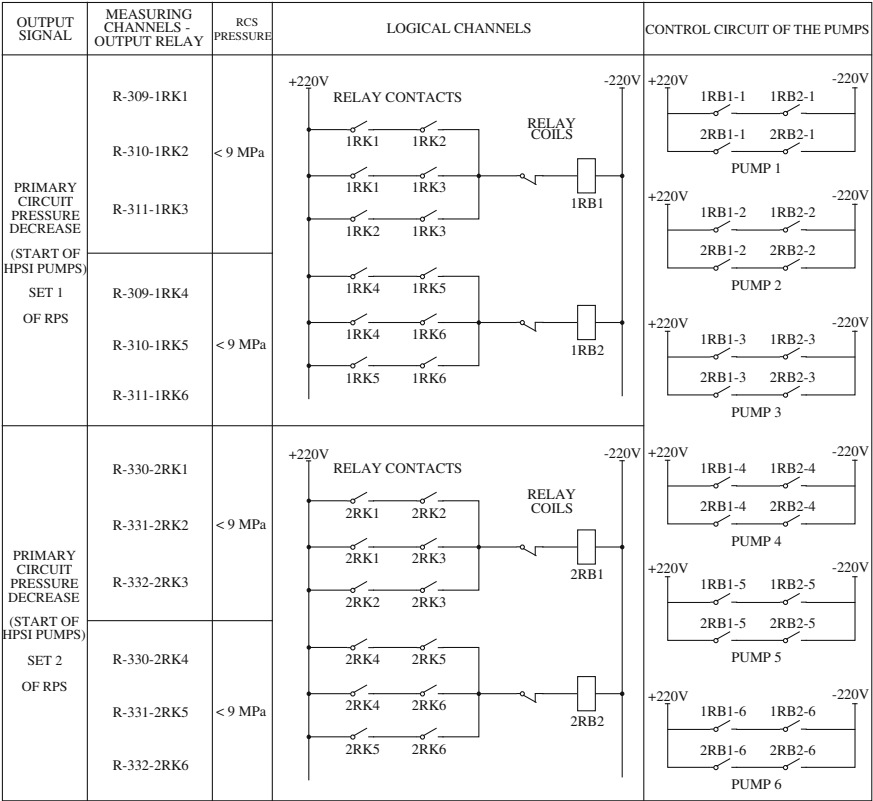 OUTPUT
SIGNAL
MEASURING
CHANNELS -
OUTPUT RELAY
RCS
PRESSURE
LOGICAL CHANNELS
CONTROL CIRCUIT OF THE PUMPS
PRIMARY
CIRCUIT
PRESSURE
DECREASE
(START OF
HPSI PUMPS)
SET 1
OF RPS
R-309-1RK1
R-310-1RK2
R-311-1RK3
< 9 MPa
R-309-1RK4
R-310-1RK5
R-311-1RK6
< 9 MPa
+220V
-220V
RELAY CONTACTS
RELAY
COILS
1RK1 1RK2
1RK1 1RK3
1RK2 1RK3
1RB1
1RK4 1RK5
1RK4 1RK6
1RK5 1RK6
1RB2
+220V -220V
1RB1-1 1RB2-1
2RB1-1 2RB2-1
PUMP 1
+220V -220V
1RB1-2 1RB2-2
2RB1-2 2RB2-2
PUMP 2
+220V -220V
1RB1-3 1RB2-3
2RB1-3 2RB2-3
PUMP 3
PRIMARY
CIRCUIT
PRESSURE
DECREASE
(START OF
HPSI PUMPS)
SET 2
OF RPS
R-330-2RK1
R-331-2RK2
R-332-2RK3
< 9 MPa
R-330-2RK4
R-331-2RK5
R-332-2RK6
< 9 MPa
+220V
-220V
RELAY CONTACTS
RELAY
COILS
2RK1 2RK2
2RK1 2RK3
2RK2 2RK3
2RB1
2RK4 2RK5
2RK4 2RK6
2RK5 2RK6
2RB2
+220V -220V
1RB1-4 1RB2-4
2RB1-4 2RB2-4
PUMP 4
+220V -220V
1RB1-5 1RB2-5
2RB1-5 2RB2-5
PUMP 5
+220V -220V
1RB1-6 1RB2-6
2RB1-6 2RB2-6
PUMP 6